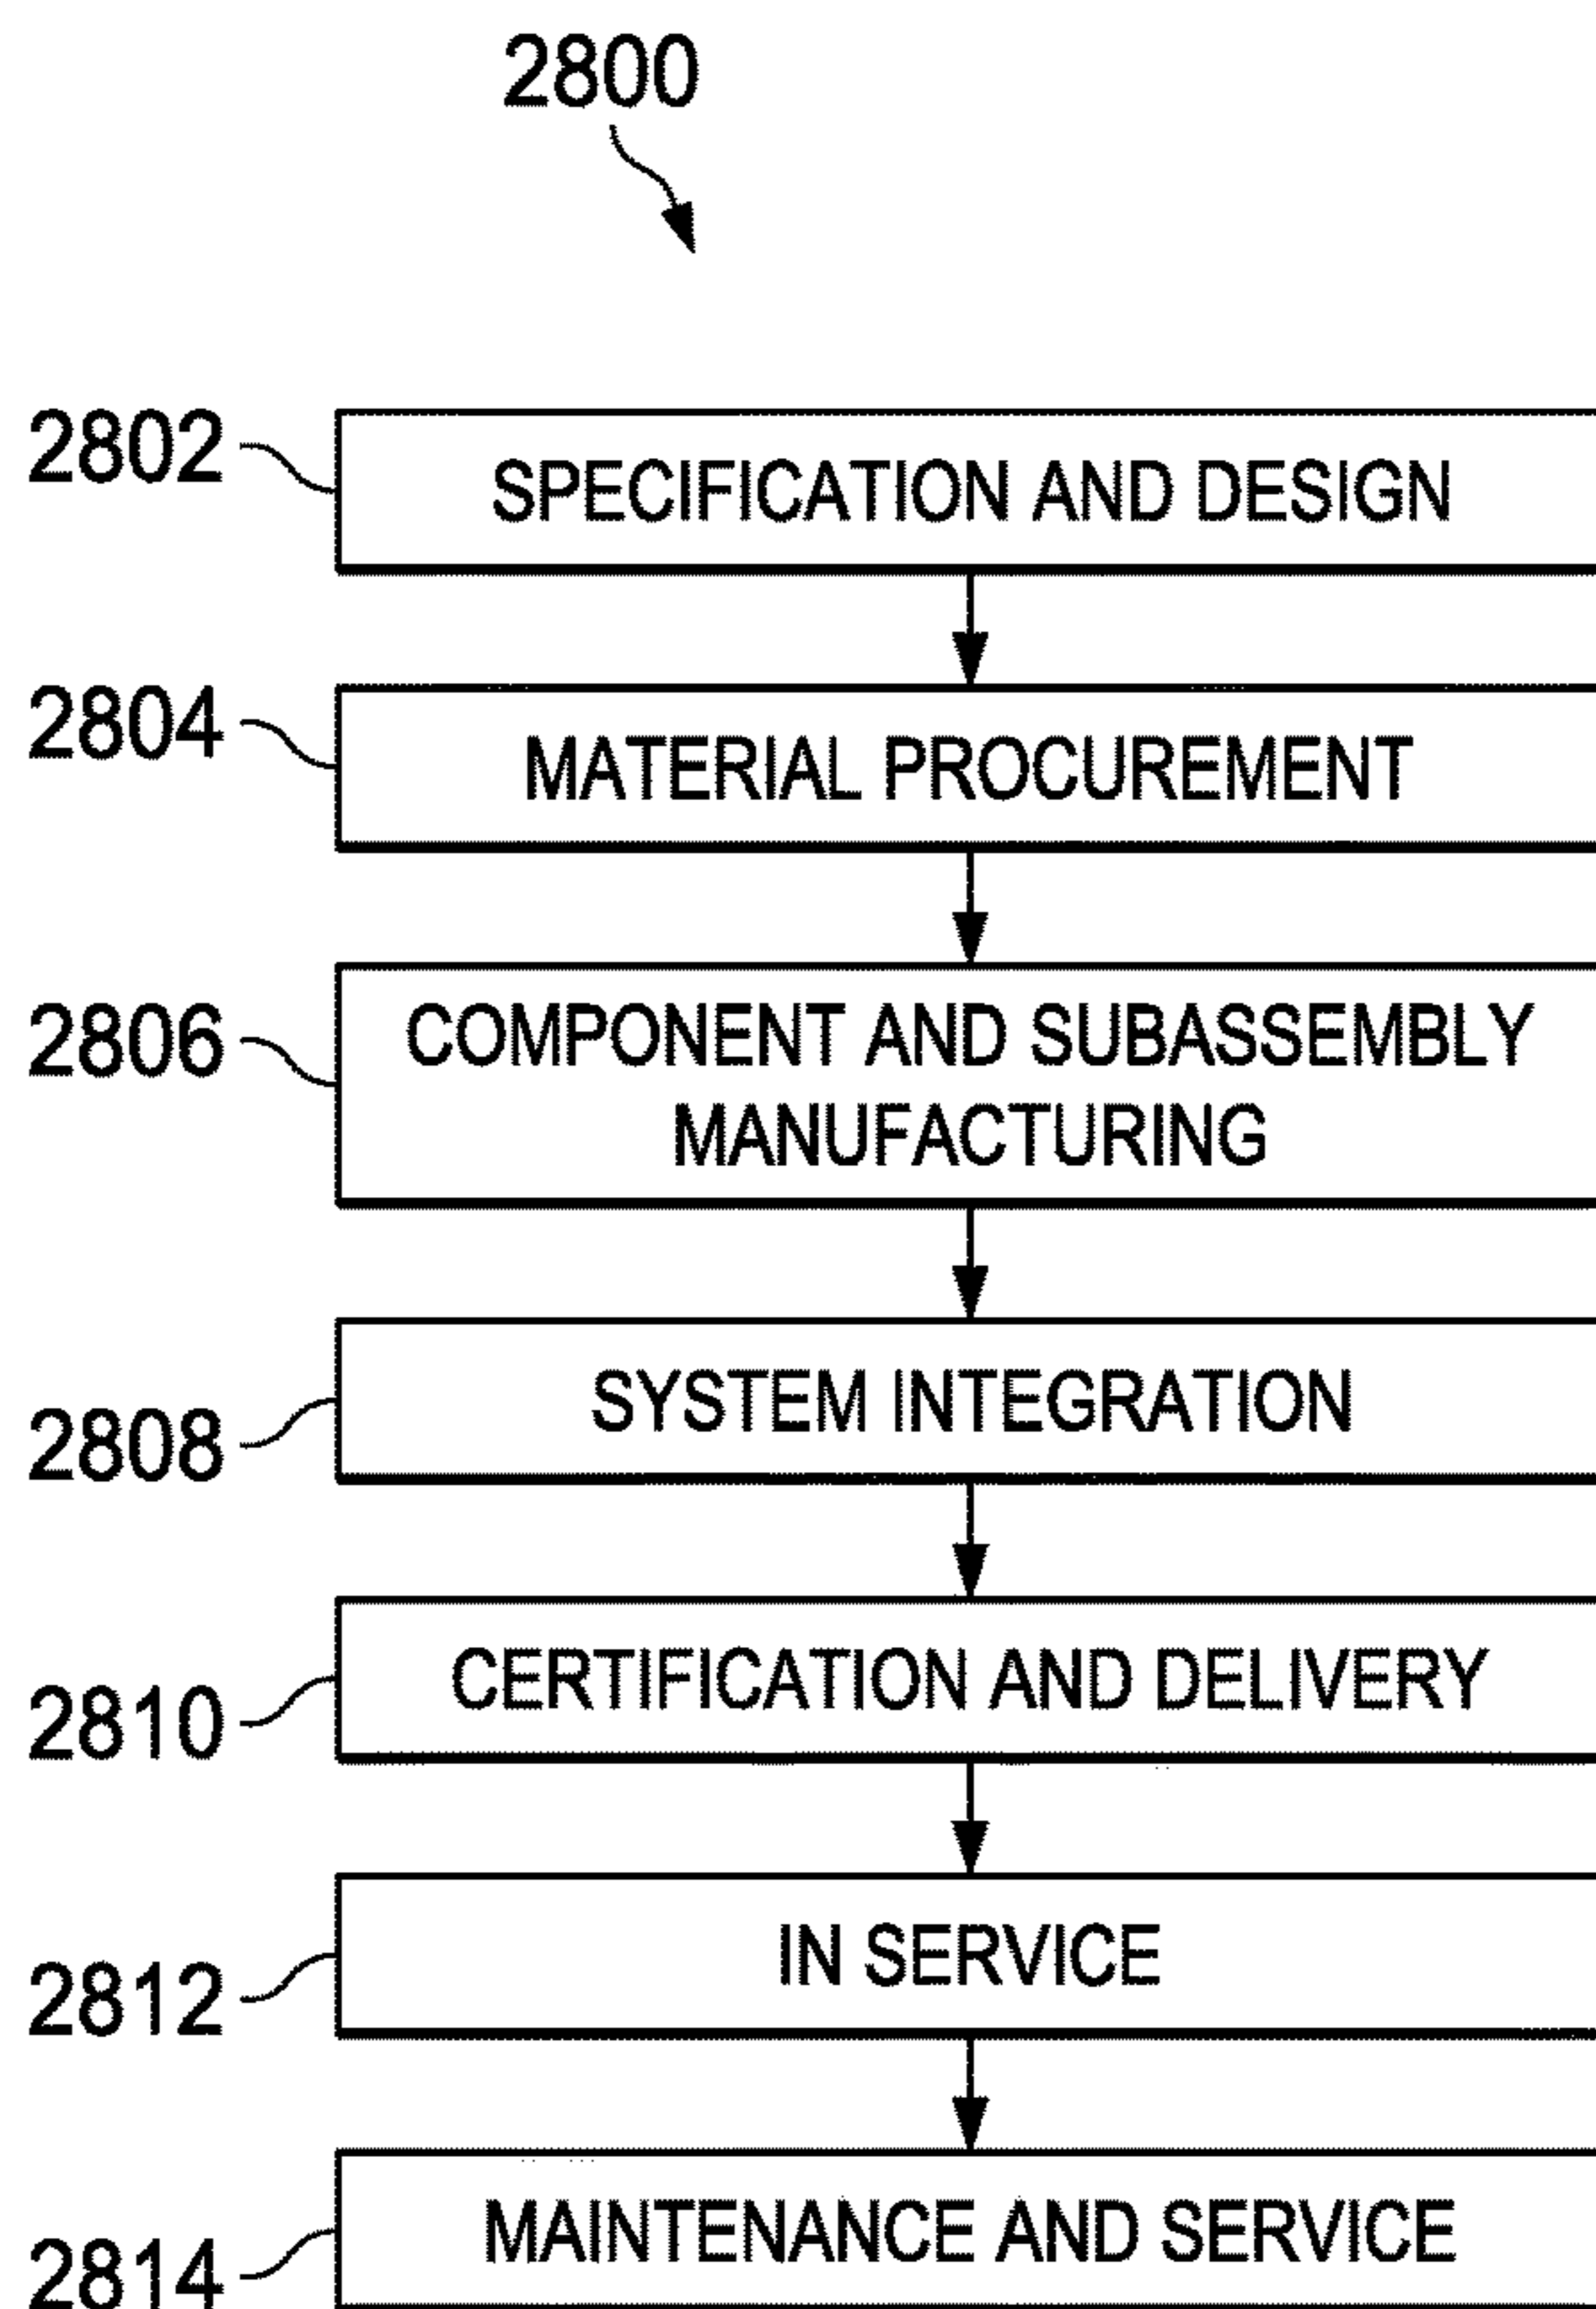 2800
2802 SPECIFICATION AND DESIGN
2804 MATERIAL PROCUREMENT
2806 COMPONENT AND SUBASSEMBLY
MANUFACTURING
2808 SYSTEM INTEGRATION
2810 CERTIFICATION AND DELIVERY
2812 IN SERVICE
2814 MAINTENANCE AND SERVICE